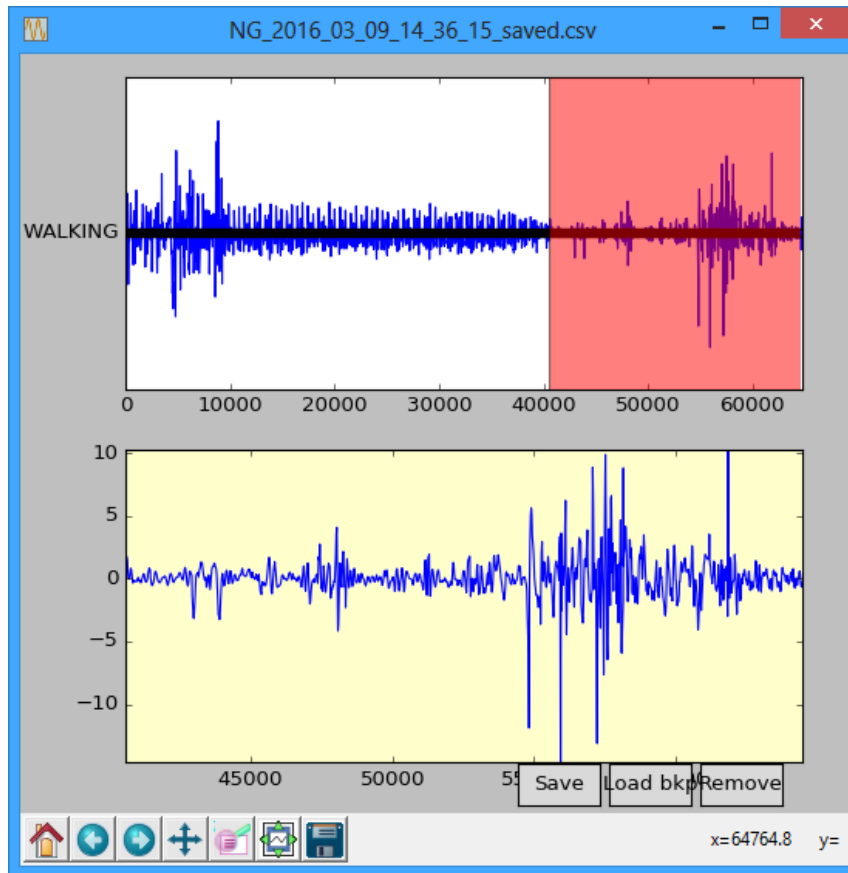 NG_2016_03_09_14_36_15_saved.csv
WALKING
0 10000 20000 30000 40000 50000 60000
10
5
0
−5
−10
45000 50000
Save Load bkp Remove
x=64764.8 y=